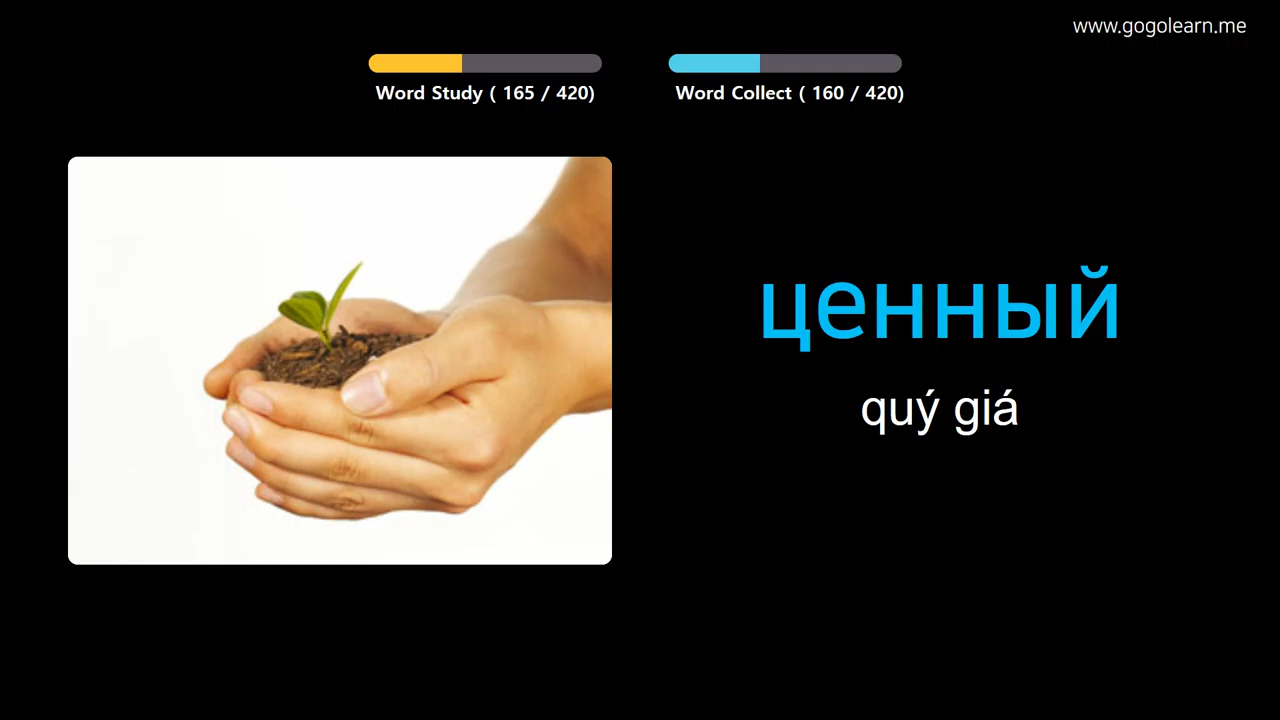 www.gogolearn.me
Word Study ( 165 / 420)
Word Collect ( 160 / 420)
ценный
quý giá